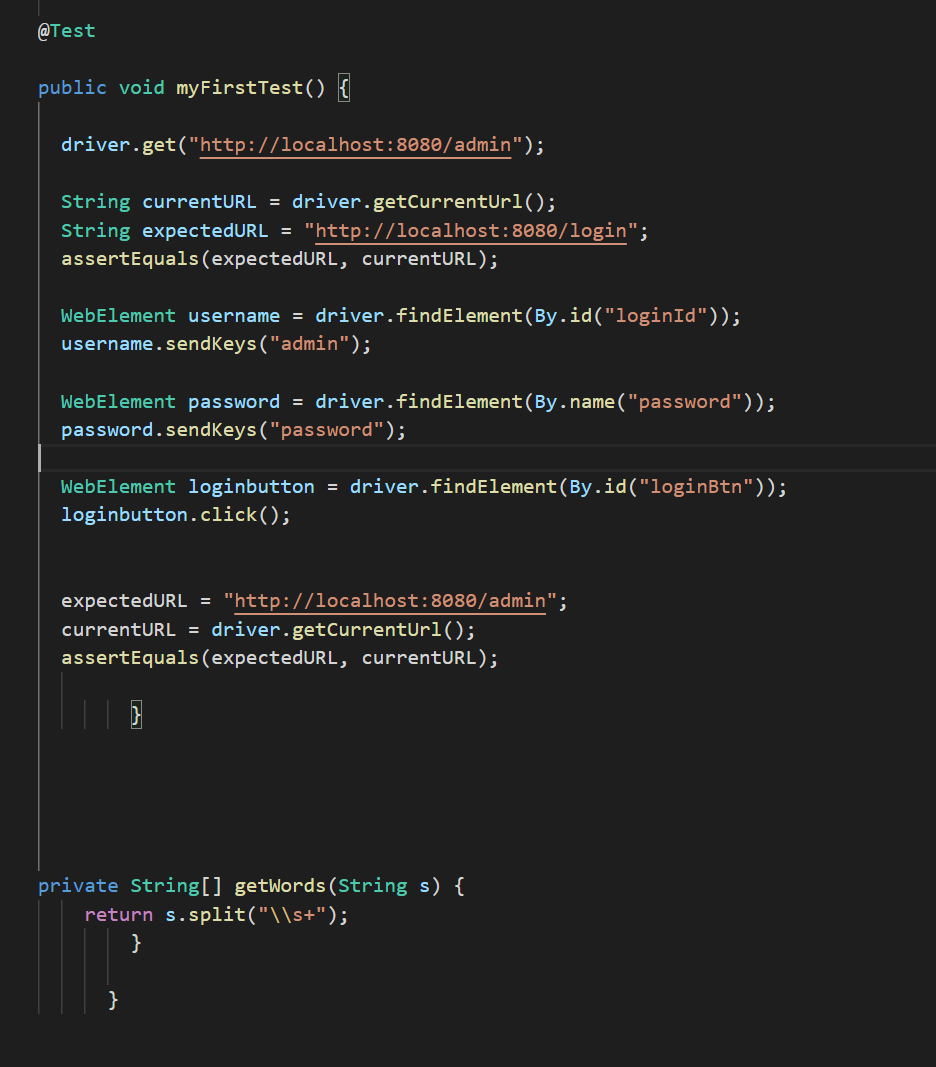 @Test
public void myFirstTest() {
driver.get("http://localhost:8080/admin");
String currentURL = driver.getCurrentUrl();
String expectedURL = "http://localhost:8080/login";
assertEquals(expectedURL, currentURL);
WebElement username = driver.findElement(By.id("loginId"));
username.sendKeys("admin");
WebElement password = driver.findElement(By.name("password"));
password.sendKeys("password");
WebElement loginbutton = driver.findElement(By.id("loginBtn"));
loginbutton.click();
expectedURL = "http://localhost:8080/admin";
currentURL = driver.getCurrentUrl();
assertEquals(expectedURL, currentURL);
}
private String[] getWords(String s) {
return s.split("\\s+");
}
}